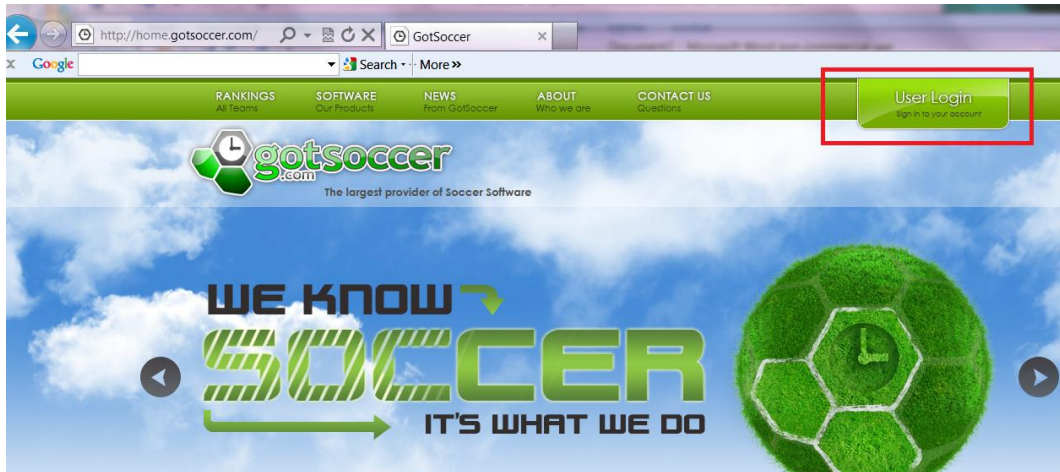 http://home.gotsoccer.com/
GotSoccer
Google
Search
More »
RANKINGS
All Teams
SOFTWARE
Our Products
NEWS
From GotSoccer
ABOUT
Who we are
CONTACT US
Questions
User Login
Sign in to your account
gotsoccer
.com
The largest provider of Soccer Software
WE KNOW
SOCCER
IT'S WHAT WE DO